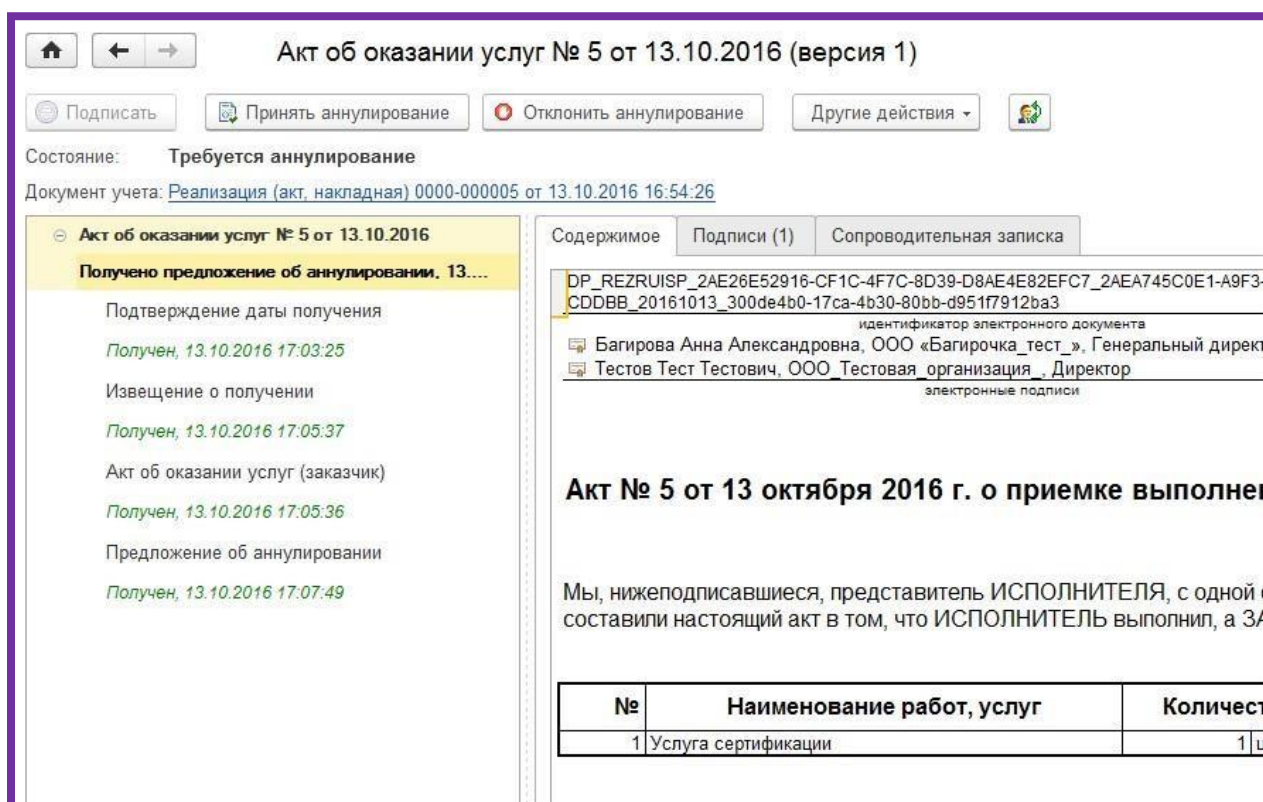 Акт об оказании услуг № 5 от 13.10.2016 (версия 1)
Подписать Принять аннулирование Отклонить аннулирование Другие действия
Состояние: Требуется аннулирование
Документ учета: Реализация (акт, накладная) 0000-000005 от 13.10.2016 16:54:26
Акт об оказании услуг № 5 от 13.10.2016
Получено предложение об аннулировании, 13....
Подтверждение даты получения
Получен, 13.10.2016 17:03:25
Извещение о получении
Получен, 13.10.2016 17:05:37
Акт об оказании услуг (заказчик)
Получен, 13.10.2016 17:05:36
Предложение об аннулировании
Получен, 13.10.2016 17:07:49
Содержимое Подписи (1) Сопроводительная записка
DP_REZRUISP_2AE26E52916-CF1C-4F7C-8D39-D8AE4E82EFC7_2AEA745C0E1-A9F3-
CDDBB_20161013_300de4b0-17ca-4b30-80bb-d951f7912ba3
идентификатор электронного документа
Багирова Анна Александровна, ООО «Багирочка_тест_», Генеральный директ
Тестов Тест Тестович, ООО_Тестовая_организация_, Директор
электронные подписи
Акт № 5 от 13 октября 2016 г. о приемке выполнен
Мы, нижеподписавшиеся, представитель ИСПОЛНИТЕЛЯ, с одной
составили настоящий акт в том, что ИСПОЛНИТЕЛЬ выполнил, а ЗА
№ Наименование работ, услуг Количест
1 Услуга сертификации 1